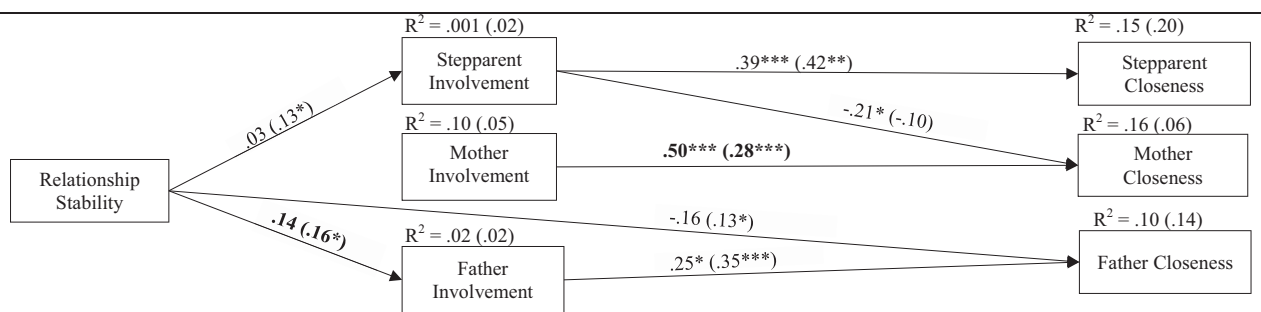 R² = .001 (.02)
Stepparent
Involvement
R² = .15 (.20)
Stepparent
Closeness
.39*** (.42**)
-.21* (-.10)
.03 (.13*)
R² = .10 (.05)
Mother
Involvement
R² = .16 (.06)
Mother
Closeness
.50*** (.28***)
Relationship
Stability
-.16 (.13*)
.14 (.16*)
R² = .02 (.02)
Father
Involvement
R² = .10 (.14)
Father Closeness
.25* (.35***)